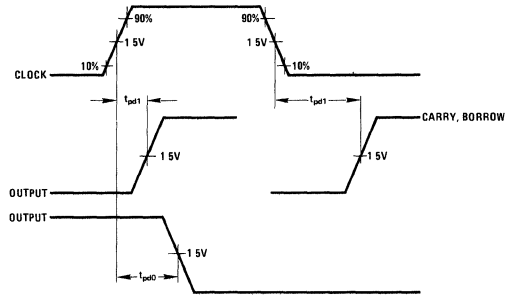 90%
90%
1 5V
1 5V
10%
10%
CLOCK
tpd1
tpd1
CARRY, BORROW
1 5V
1 5V
OUTPUT
OUTPUT
1 5V
tpd0